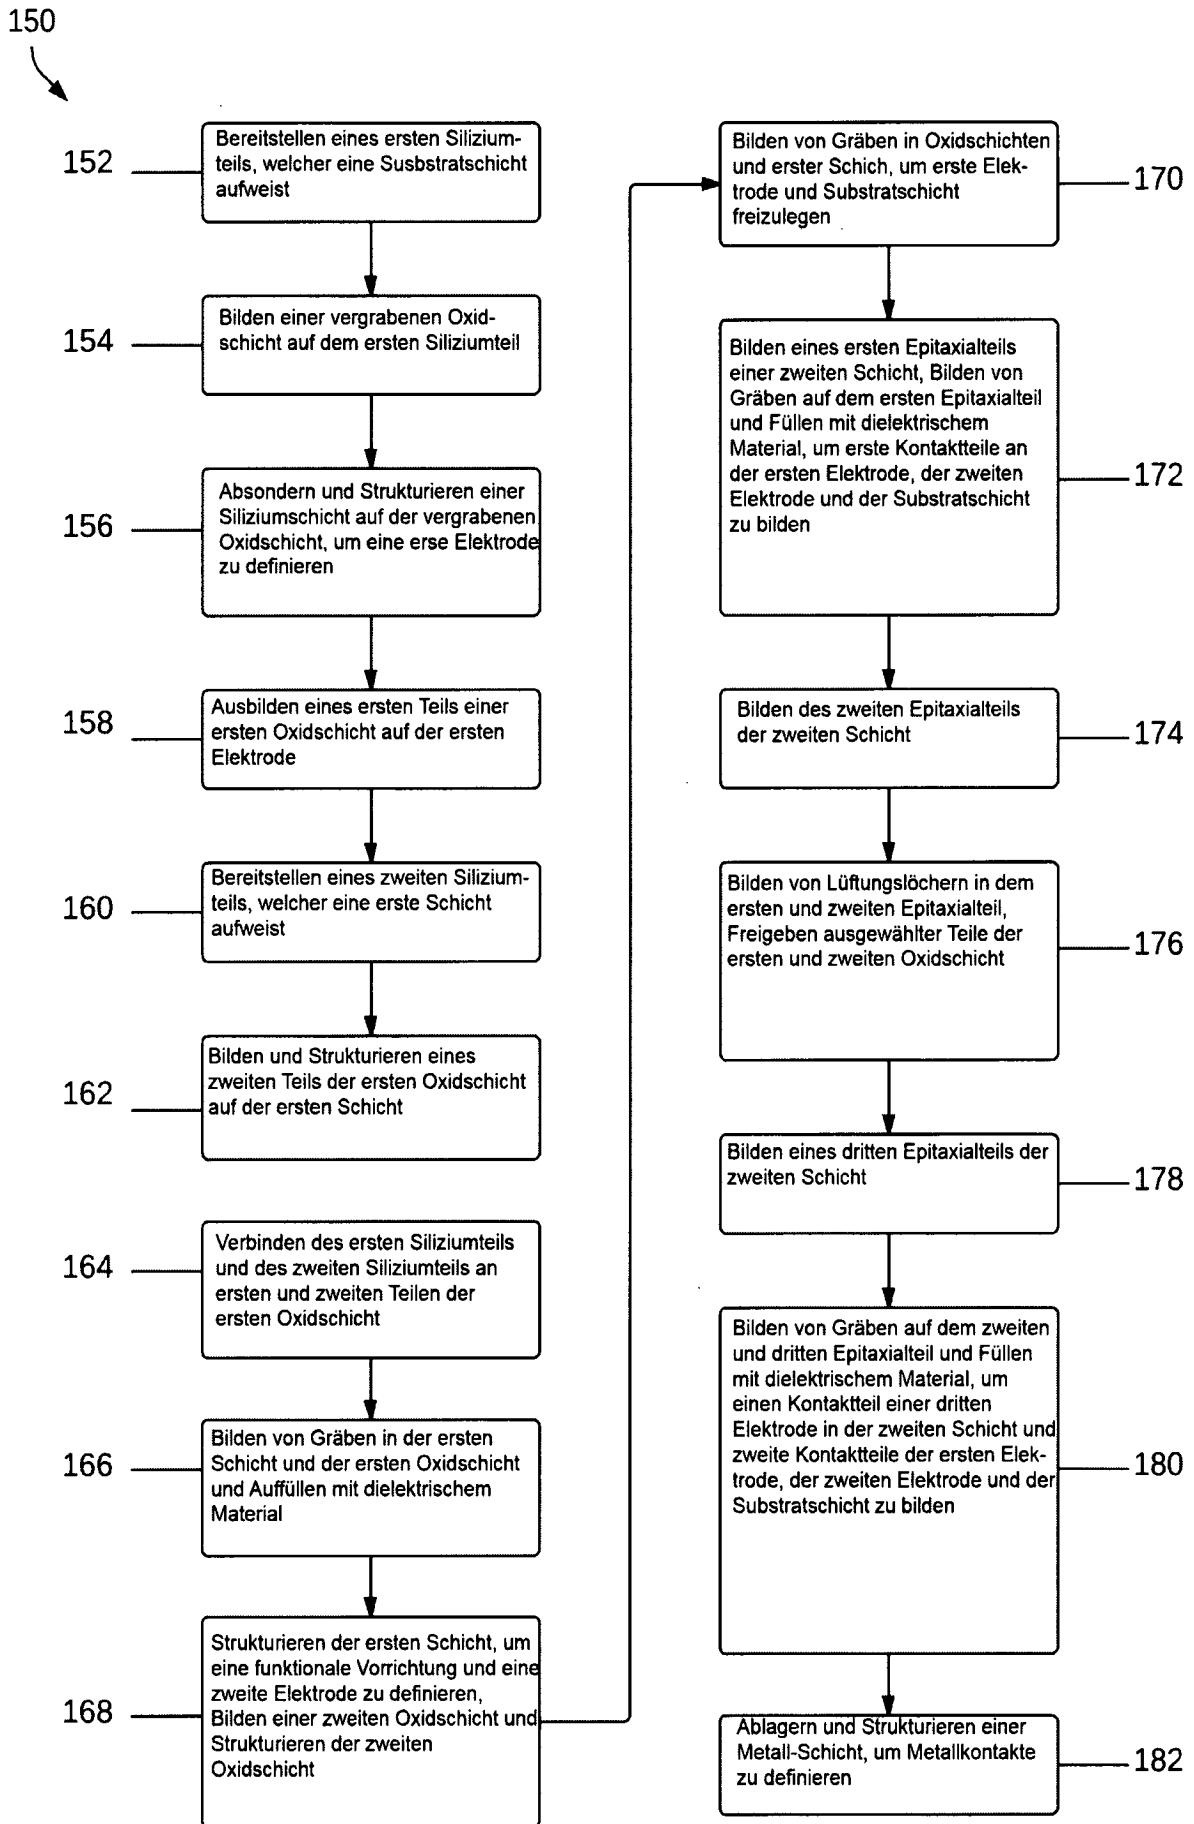 150
152
Bereitstellen eines ersten Silizium-
teils, welcher eine Susbstratschicht
aufweist
154
Bilden einer vergrabenen Oxid-
schicht auf dem ersten Siliziumteil
156
Absondern und Strukturieren einer
Siliziumschicht auf der vergrabenen
Oxidschicht, um eine erse Elektrode
zu definieren
158
Ausbilden eines ersten Teils einer
ersten Oxidschicht auf der ersten
Elektrode
160
Bereitstellen eines zweiten Silizium-
teils, welcher eine erste Schicht
aufweist
162
Bilden und Strukturieren eines
zweiten Teils der ersten Oxidschicht
auf der ersten Schicht
164
Verbinden des ersten Siliziumteils
und des zweiten Siliziumteils an
ersten und zweiten Teilen der
ersten Oxidschicht
166
Bilden von Gräben in der ersten
Schicht und der ersten Oxidschicht
und Auffüllen mit dielektrischem
Material
168
Strukturieren der ersten Schicht, um
eine funktionale Vorrichtung und eine
zweite Elektrode zu definieren,
Bilden einer zweiten Oxidschicht und
Strukturieren der zweiten
Oxidschicht
Bilden von Gräben in Oxidschichten
und erster Schich, um erste Elek-
trode und Substratschicht
freizulegen
170
Bilden eines ersten Epitaxialteils
einer zweiten Schicht, Bilden von
Gräben auf dem ersten Epitaxialteil
und Füllen mit dielektrischem
Material, um erste Kontaktteile an
der ersten Elektrode, der zweiten
Elektrode und der Substratschicht
zu bilden
172
Bilden des zweiten Epitaxialteils
der zweiten Schicht
174
Bilden von Lüftungslöchern in dem
ersten und zweiten Epitaxialteil,
Freigeben ausgewählter Teile der
ersten und zweiten Oxidschicht
176
Bilden eines dritten Epitaxialteils der
zweiten Schicht
178
Bilden von Gräben auf dem zweiten
und dritten Epitaxialteil und Füllen
mit dielektrischem Material, um
einen Kontaktteil einer dritten
Elektrode in der zweiten Schicht und
zweite Kontaktteile der ersten Elek-
trode, der zweiten Elektrode und der
Substratschicht zu bilden
180
Ablagern und Strukturieren einer
Metall-Schicht, um Metallkontakte
zu definieren
182